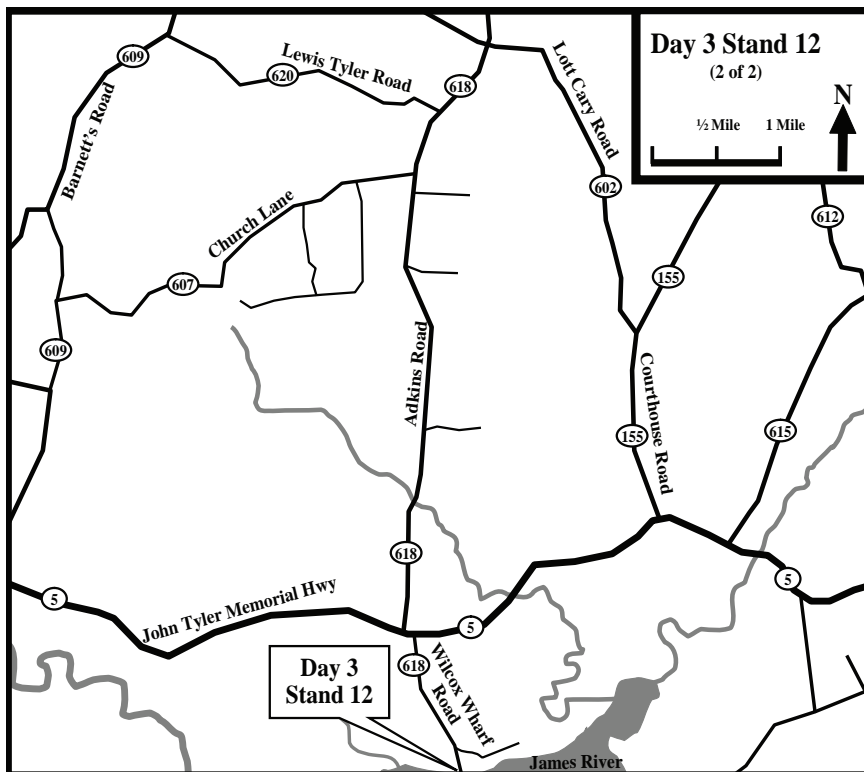 Day 3 Stand 12
(2 of 2)
½ Mile
1 Mile
N
609
Lewis Tyler Road
620
618
Lott Cary Road
Barnett's Road
602
612
Church Lane
607
155
609
Adkins Road
Courthouse Road
155
615
618
5
John Tyler Memorial Hwy
5
5
618
Wilcox Wharf
Road
Day 3
Stand 12
James River